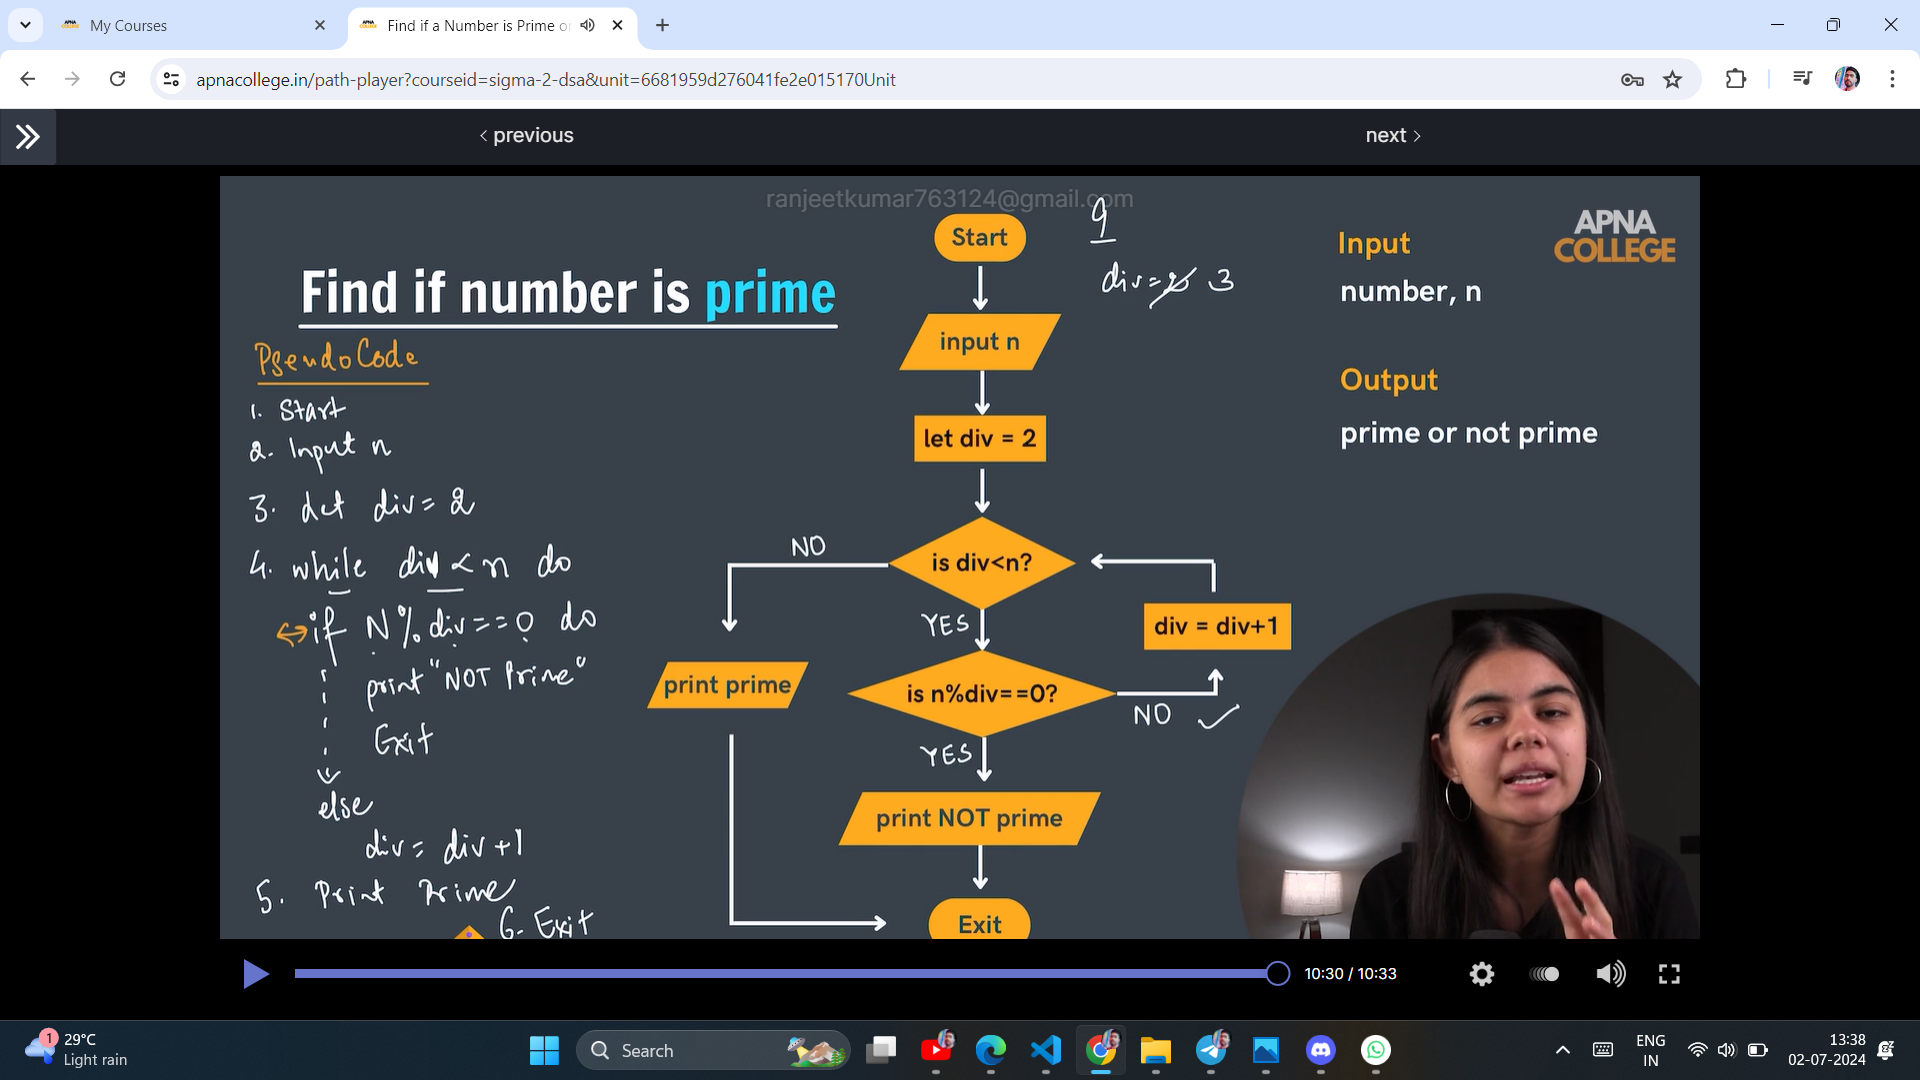 My Courses
Find if a Number is Prime or
apnacollege.in/path-player?courseid=sigma-2-dsa&unit=6681959d276041fe2e015170Unit
previous
next
ranjeetkumar763124@gmail.com
APNA
COLLEGE
Find if number is prime
PseudoCode
1. Start
2. Input n
3. let div = 2
4. while div < n do
if N % div == 0 do
print "NOT Prime"
Exit
else
div = div +1
5. Print Prime
6- Exit
Start
9
div = 2 3
input n
let div = 2
is div<n?
NO
YES
div = div+1
print prime
is n%div==0?
NO
YES
print NOT prime
Exit
Input
number, n
Output
prime or not prime
10:30 / 10:33
1
29°C
Light rain
Search
ENG
IN
13:38
02-07-2024